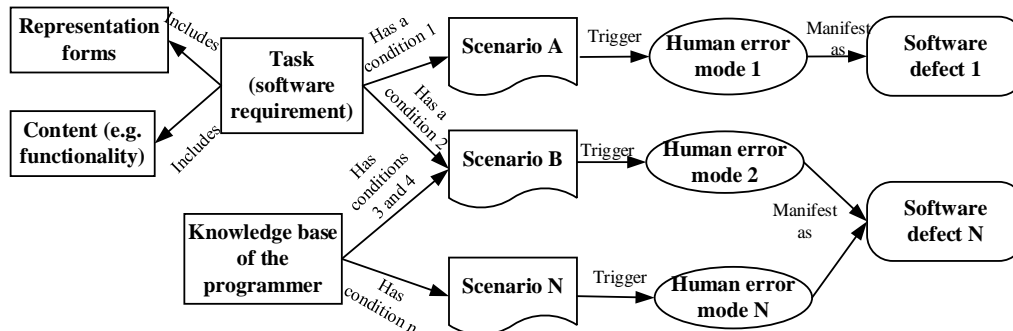 Representation
forms
Includes
Content (e.g.
functionality)
Includes
Task
(software
requirement)
Has a
condition 1
Has a
condition 2
Knowledge base
of the
programmer
Has
conditions
3 and 4
Has
condition n
Scenario A
Trigger
Human error
mode 1
Manifest
as
Software
defect 1
Scenario B
Trigger
Human error
mode 2
Manifest
as
Software
defect N
Scenario N
Trigger
Human error
mode N